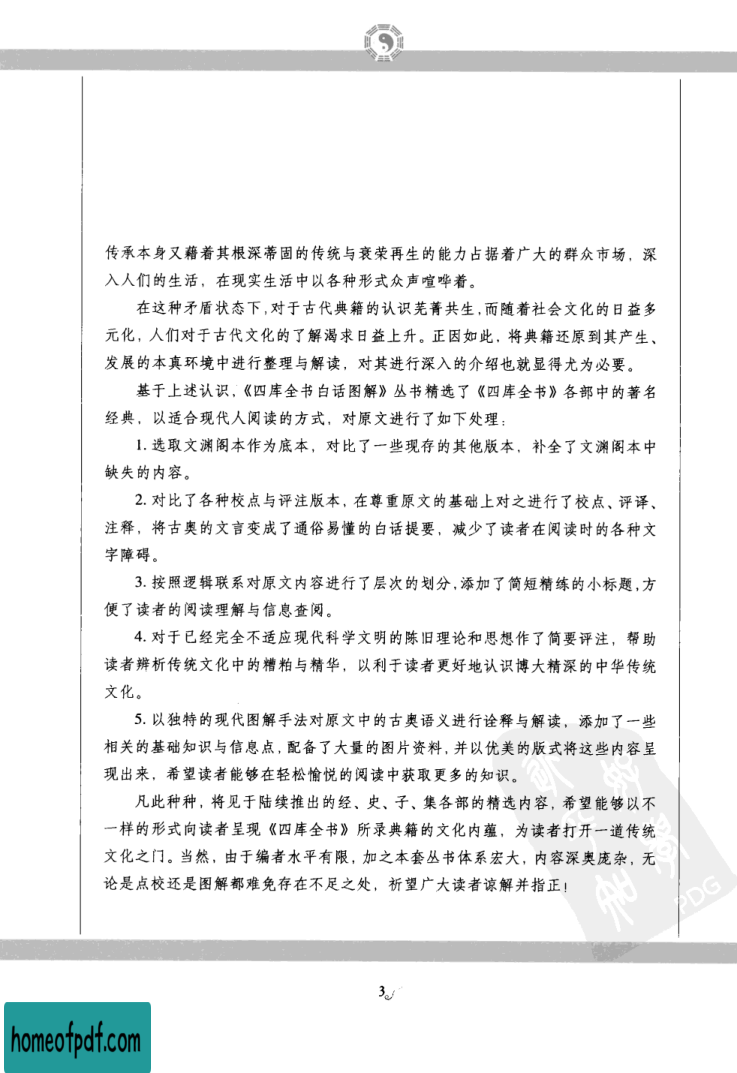 传承本身又藉着其根深蒂固的传统与衰荣再生的能力占据着广大的群众市场，深
入人们的生活，在现实生活中以各种形式众声喧哗着。
在这种矛盾状态下，对于古代典籍的认识芜菁共生，而随着社会文化的日益多
元化，人们对于古代文化的了解渴求日益上升。正因如此，将典籍还原到其产生、
发展的本真环境中进行整理与解读，对其进行深入的介绍也就显得尤为必要。
基于上述认识，《四库全书白话图解》丛书精选了《四库全书》各部中的著名
经典，以适合现代人阅读的方式，对原文进行了如下处理：
1. 选取文渊阁本作为底本，对比了一些现存的其他版本，补全了文渊阁本中
缺失的内容。
2. 对比了各种校点与评注版本，在尊重原文的基础上对之进行了校点、评译、
注释，将古奥的文言变成了通俗易懂的白话提要，减少了读者在阅读时的各种文
字障碍。
3. 按照逻辑联系对原文内容进行了层次的划分，添加了简短精练的小标题，方
便了读者的阅读理解与信息查阅。
4. 对于已经完全不适应现代科学文明的陈旧理论和思想作了简要评注，帮助
读者辨析传统文化中的糟粕与精华，以利于读者更好地认识博大精深的中华传统
文化。
5. 以独特的现代图解手法对原文中的古奥语义进行诠释与解读，添加了一些
相关的基础知识与信息点，配备了大量的图片资料，并以优美的版式将这些内容呈
现出来，希望读者能够在轻松愉悦的阅读中获取更多的知识。
凡此种种，将见于陆续推出的经、史、子、集各部的精选内容，希望能够以不
一样的形式向读者呈现《四库全书》所录典籍的文化内蕴，为读者打开一道传统
文化之门。当然，由于编者水平有限，加之本套丛书体系宏大，内容深奥庞杂，无
论是点校还是图解都难免存在不足之处，祈望广大读者谅解并指正！
PDG
3
homeofpdf.com